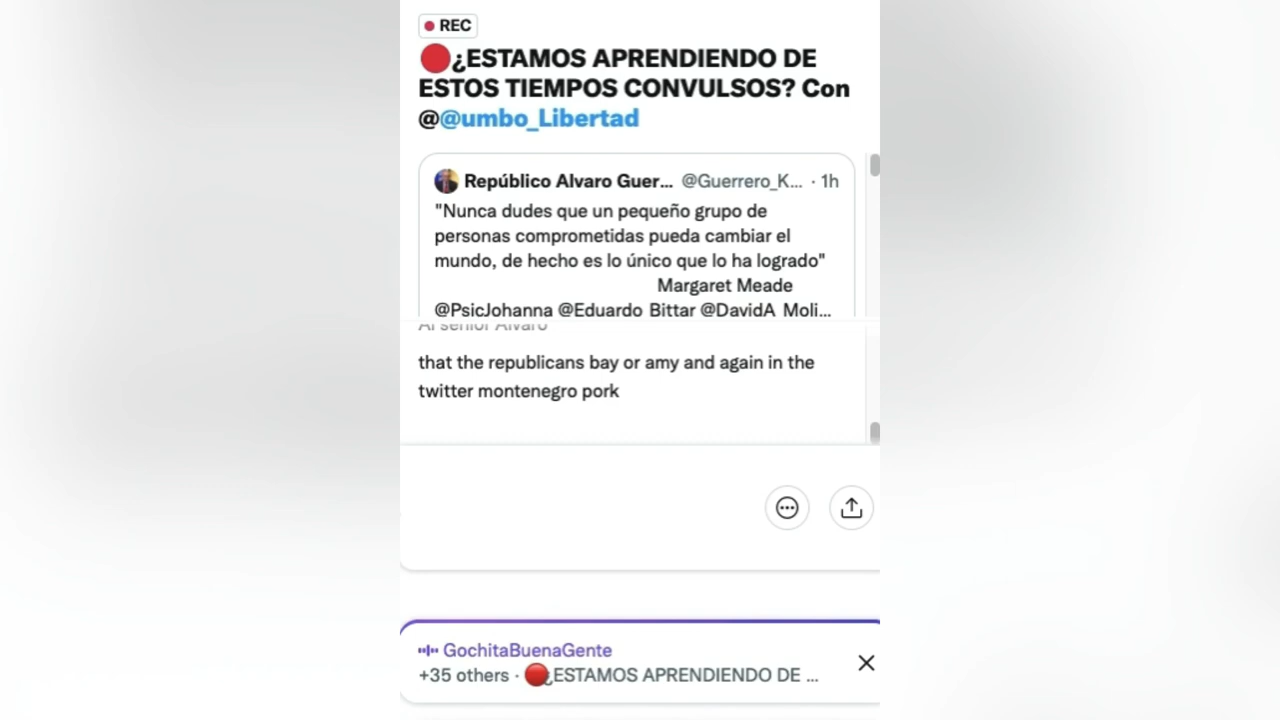 REC
¿ESTAMOS APRENDIENDO DE
ESTOS TIEMPOS CONVULSOS? Con
@@umbo_Libertad
Repúblico Alvaro Guer... @Guerrero_K... · 1h
"Nunca dudes que un pequeño grupo de
personas comprometidas pueda cambiar el
mundo, de hecho es lo único que lo ha logrado"
Margaret Meade
@PsicJohanna @Eduardo_Bittar @DavidA_Moli...
Al señor Alvaro
that the republicans bay or amy and again in the
twitter montenegro pork
GochitaBuenaGente
+35 others · ¿ESTAMOS APRENDIENDO DE ...